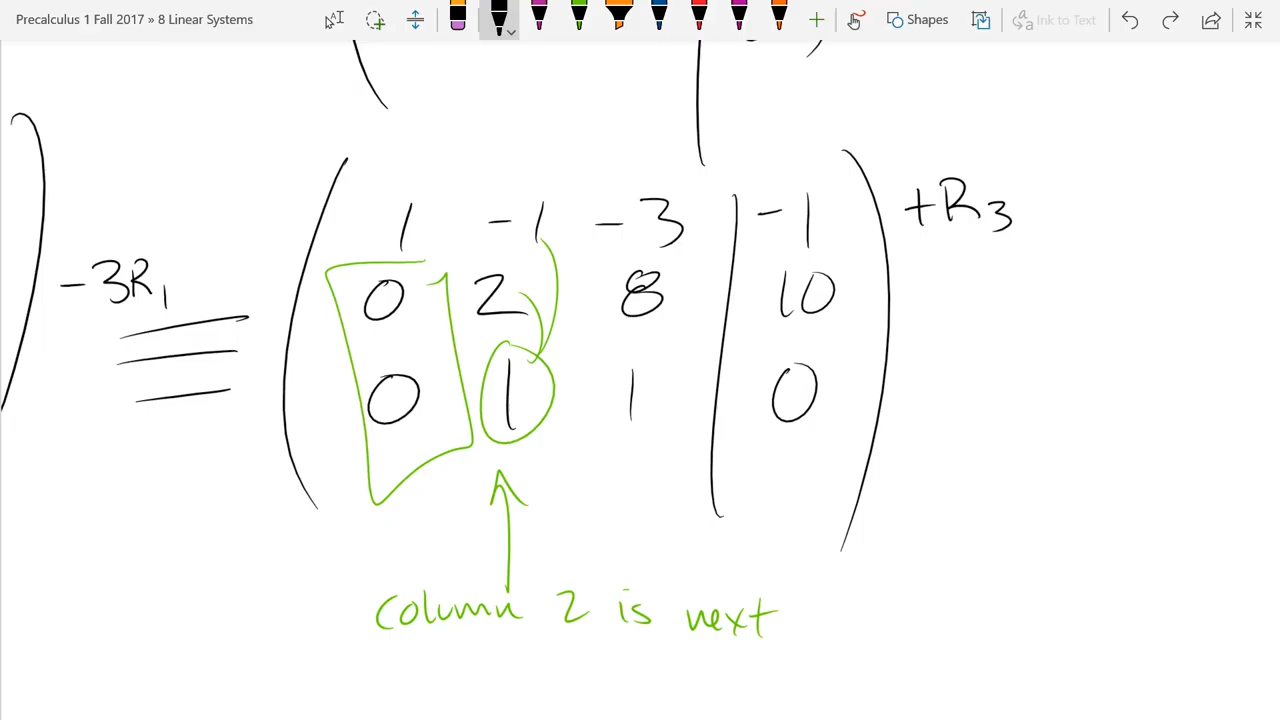 Precalculus 1 Fall 2017 » 8 Linear Systems
Shapes
Ink to Text
1 -1 -3 | -1 +R3
-3R1 0 2 8 | 10
0 1 1 | 0
column 2 is next